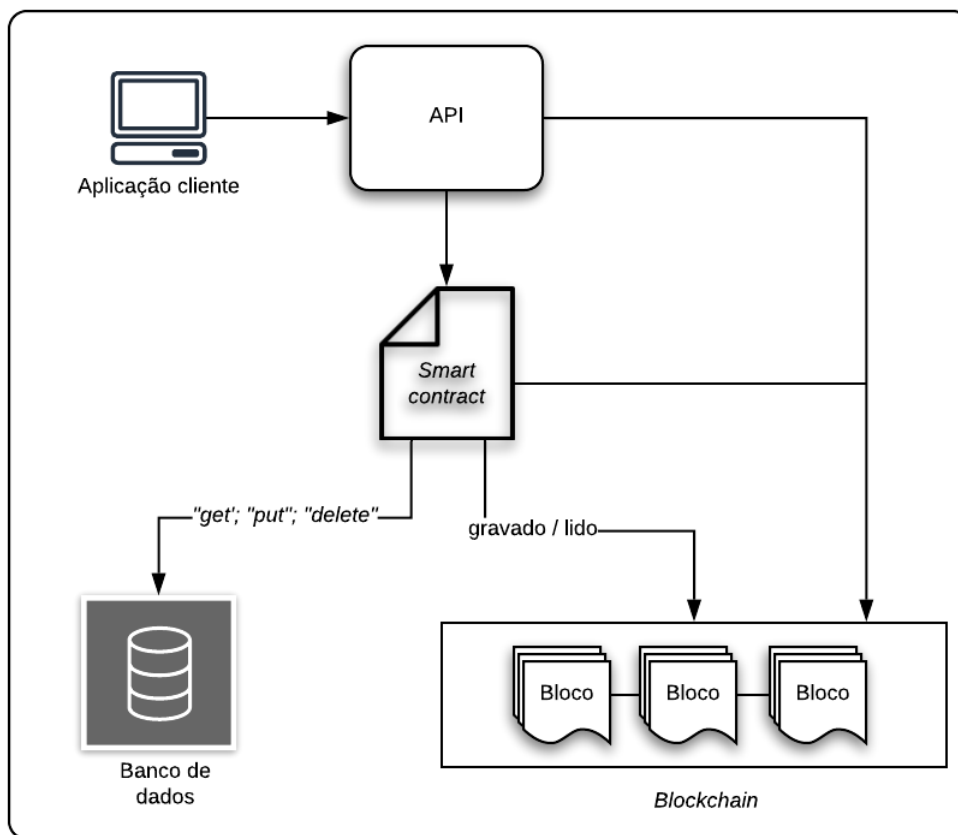 API
Aplicação cliente
Smart
contract
"get'; "put"; "delete"
gravado / lido
Bloco
Bloco
Bloco
Banco de
dados
Blockchain